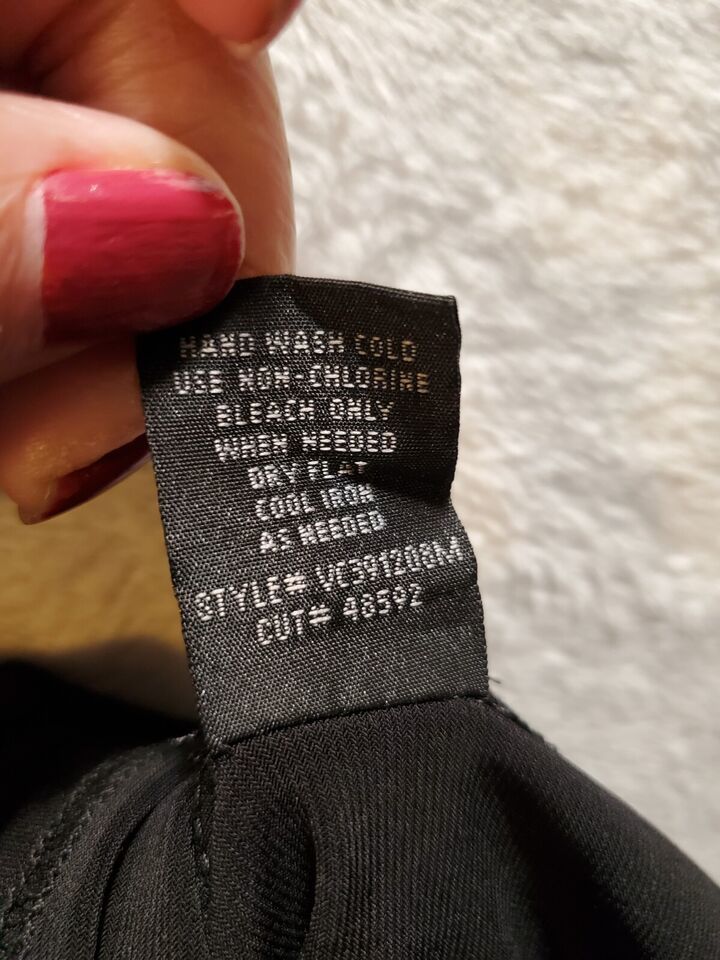 HAND WASH COLD
USE NON-CHLORINE
BLEACH ONLY
WHEN NEEDED
DRY FLAT
COOL IRON
AS NEEDED
STYLE# VC591208M
CUT# 48592